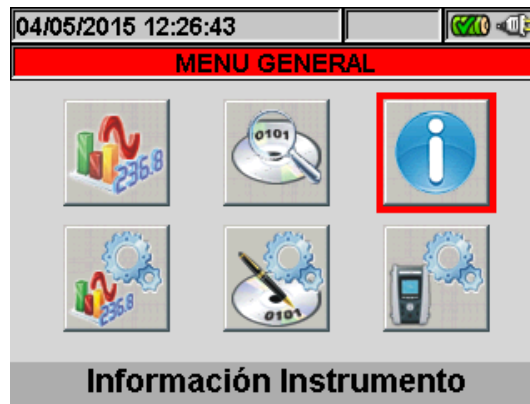 04/05/2015 12:26:43
MENU GENERAL
236.8
0101
236.8
0101
Información Instrumento